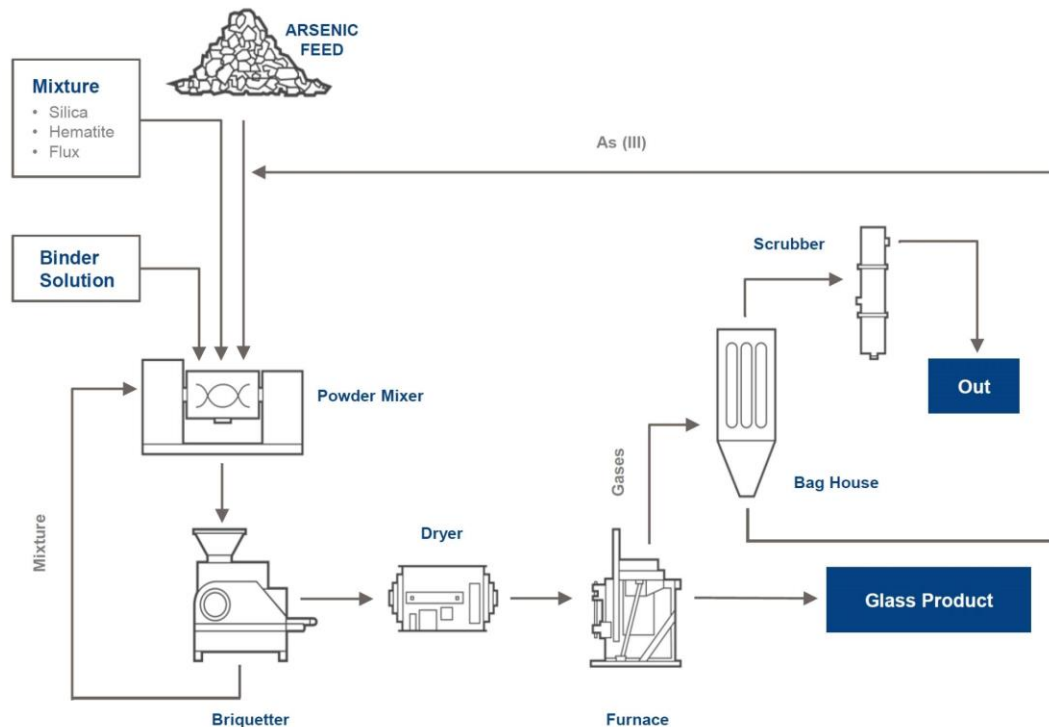 ARSENIC
FEED
Mixture
• Silica
• Hematite
• Flux
As (III)
Binder
Solution
Scrubber
Out
Powder Mixer
Gases
Bag House
Mixture
Dryer
Glass Product
Briquetter
Furnace